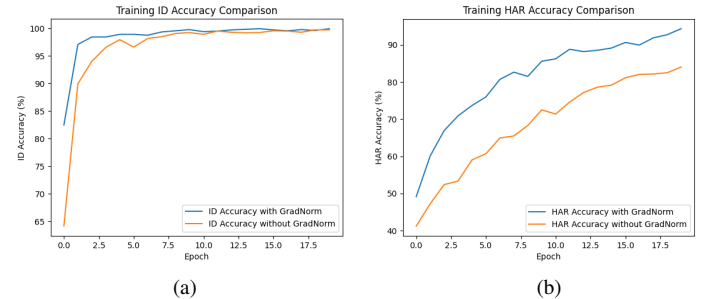 Training ID Accuracy Comparison
100
95
90
85
80
75
70
65
ID Accuracy (%)
ID Accuracy with GradNorm
ID Accuracy without GradNorm
0.0 2.5 5.0 7.5 10.0 12.5 15.0 17.5
Epoch
(a)
Training HAR Accuracy Comparison
90
80
70
60
50
40
HAR Accuracy (%)
HAR Accuracy with GradNorm
HAR Accuracy without GradNorm
0.0 2.5 5.0 7.5 10.0 12.5 15.0 17.5
Epoch
(b)